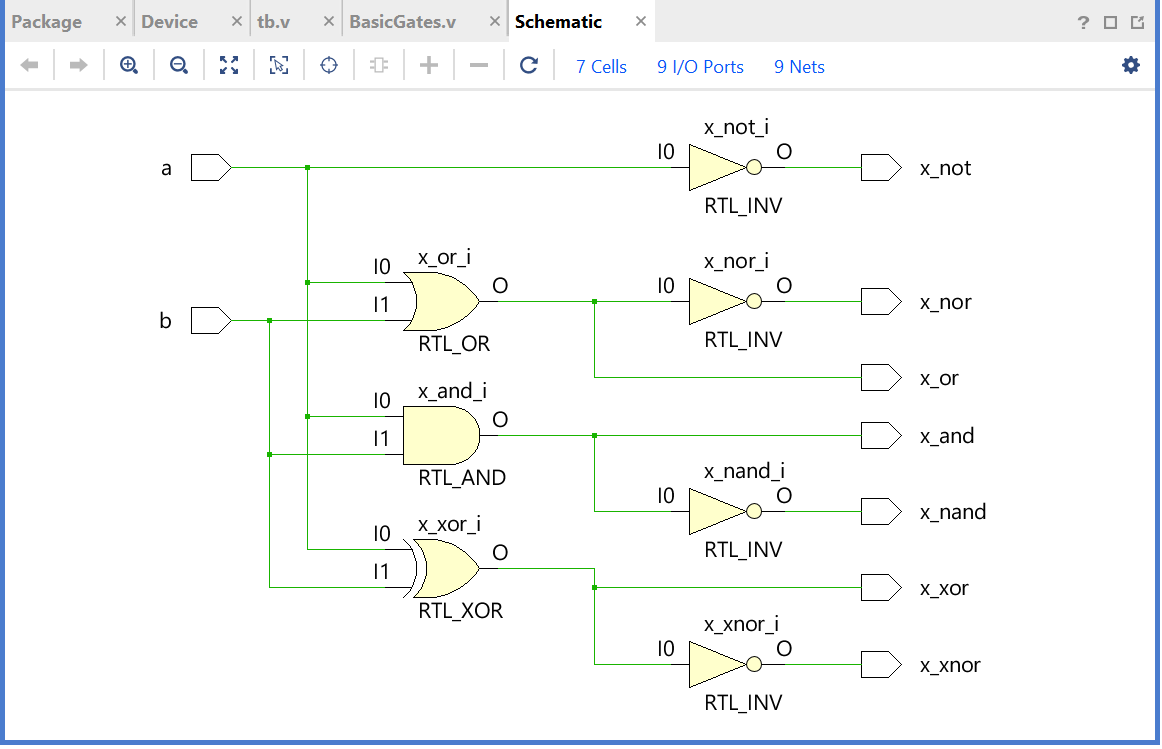 Package Device tb.v BasicGates.v Schematic ?
7 Cells 9 I/O Ports 9 Nets
x_not_i
I0 O
a x_not
RTL_INV
x_or_i x_nor_i
I0 O I0 O
I1 x_nor
b
RTL_OR RTL_INV
x_or
x_and_i
I0 O
I1 x_and
RTL_AND x_nand_i
I0 O
x_nand
x_xor_i
I0 O RTL_INV
I1
x_xor
RTL_XOR
x_xnor_i
I0 O
x_xnor
RTL_INV